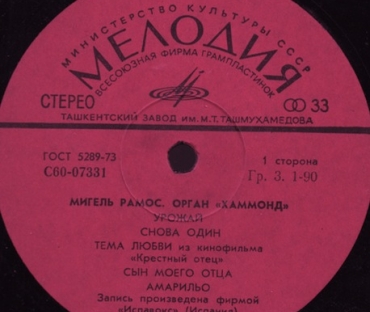 МИНИСТЕРСТВО КУЛЬТУРЫ СССР
МЕЛОДИЯ
ВСЕСОЮЗНАЯ ФИРМА ГРАМПЛАСТИНОК
СТЕРЕО 33
ТАШКЕНТСКИЙ ЗАВОД ИМ. М.Т. ТАШМУХАМЕДОВА
ГОСТ 5289-73
1 сторона
С60-07331
Гр. 3. 1-90
МИГЕЛЬ РАМОС. ОРГАН «ХАММОНД»
УРОЖАЙ
СНОВА ОДИН
ТЕМА ЛЮБВИ из кинофильма
«Крестный отец»
СЫН МОЕГО ОТЦА
АМАРИЛЬО
Запись произведена фирмой
«Испавокс» (Испания)